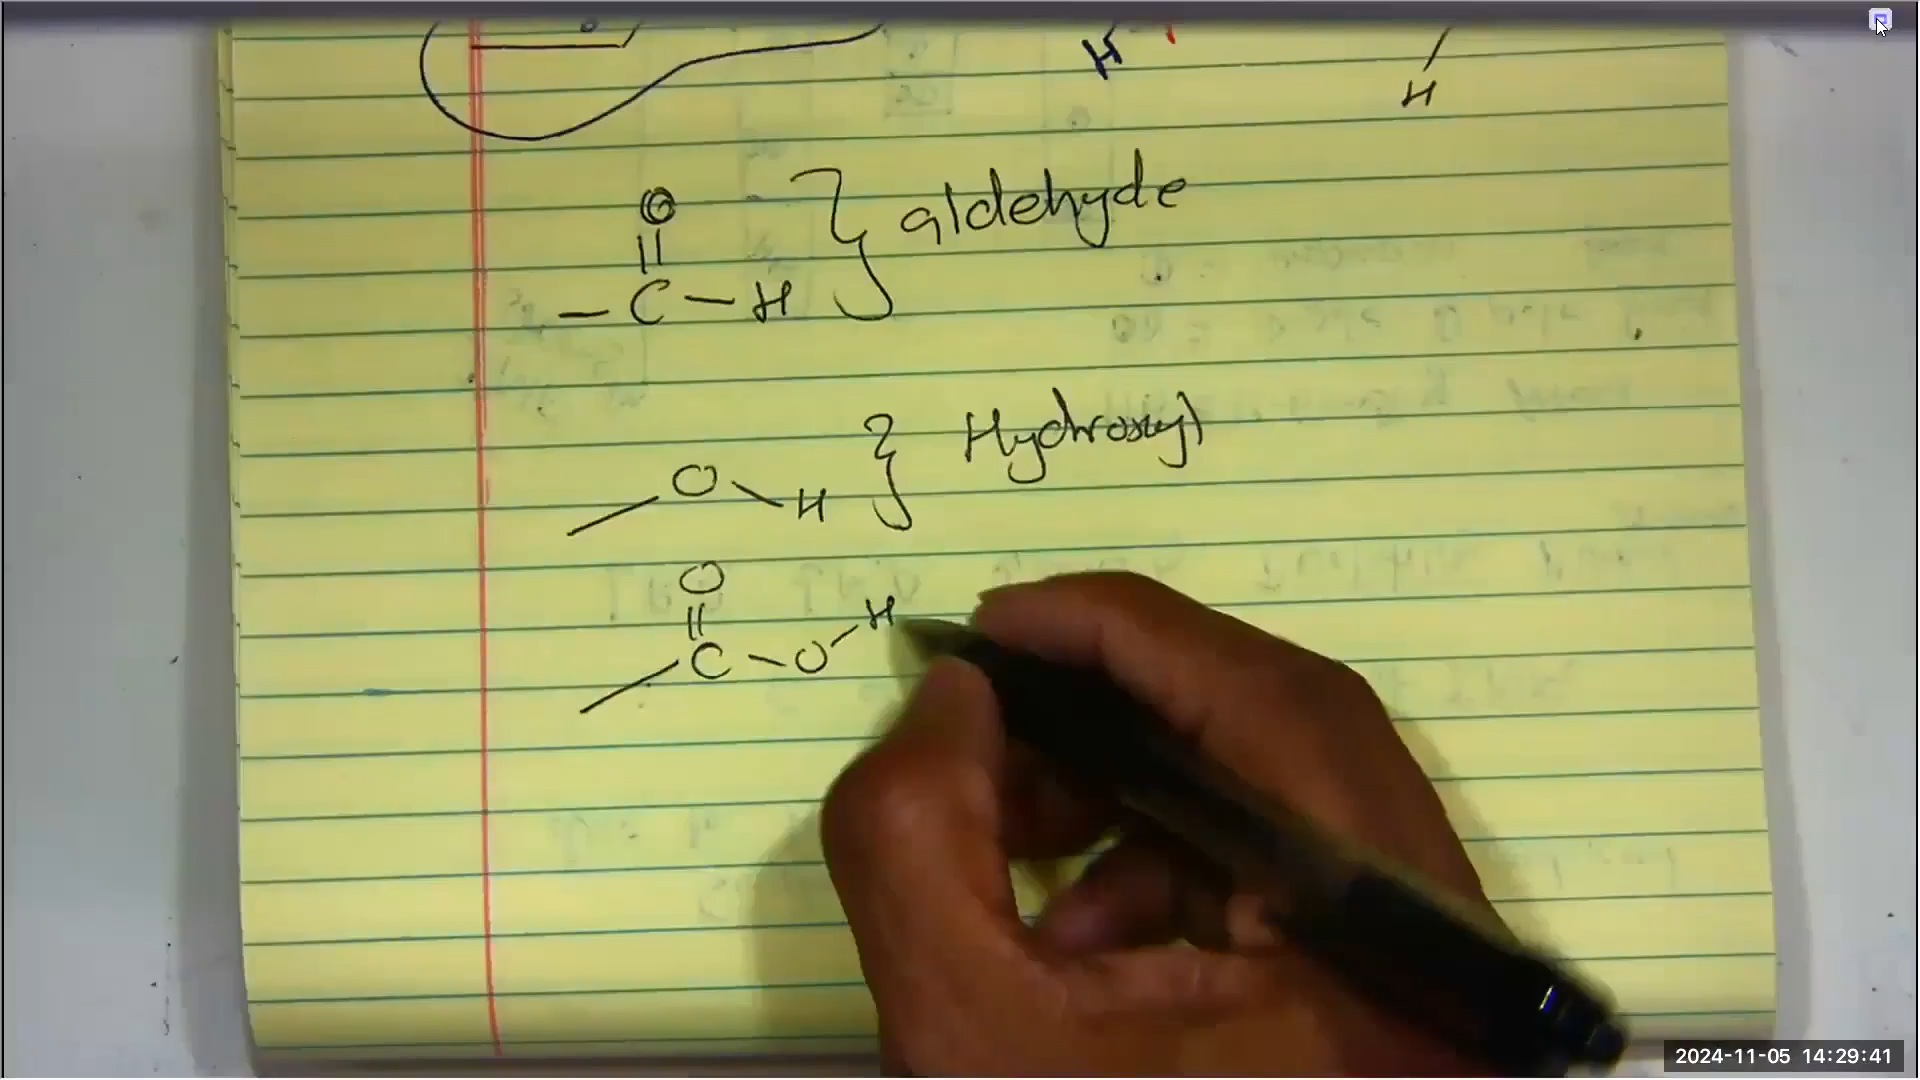 H
H
O
|| } aldehyde
— C — H
O — H } Hydroxyl
O
||
C — O — H
2024-11-05 14:29:41